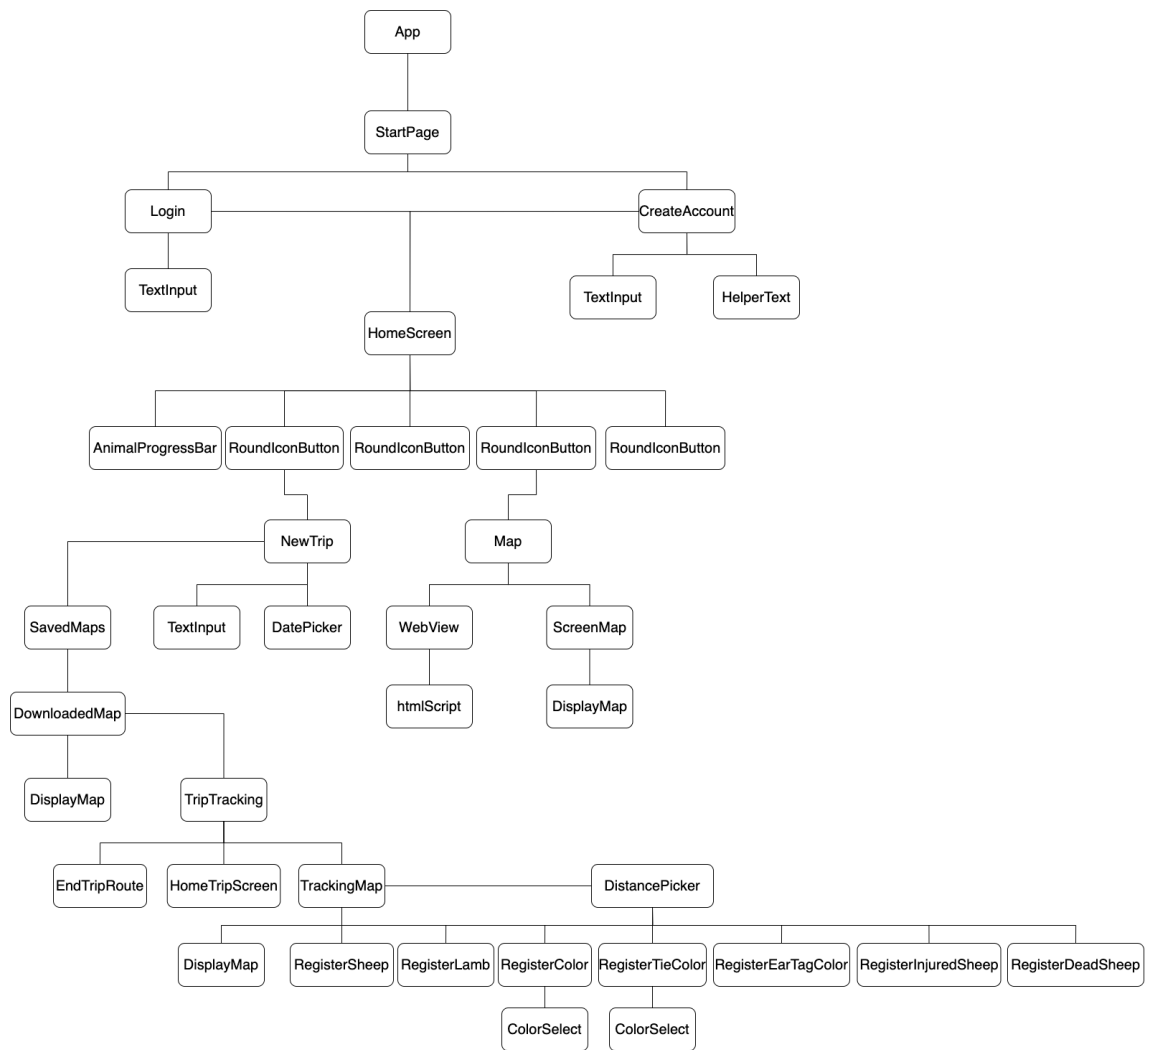 App
StartPage
Login
CreateAccount
TextInput
TextInput
HelperText
HomeScreen
AnimalProgressBar
RoundIconButton
RoundIconButton
RoundIconButton
RoundIconButton
NewTrip
Map
SavedMaps
TextInput
DatePicker
WebView
ScreenMap
DownloadedMap
htmlScript
DisplayMap
DisplayMap
TripTracking
EndTripRoute
HomeTripScreen
TrackingMap
DistancePicker
DisplayMap
RegisterSheep
RegisterLamb
RegisterColor
RegisterTieColor
RegisterEarTagColor
RegisterInjuredSheep
RegisterDeadSheep
ColorSelect
ColorSelect